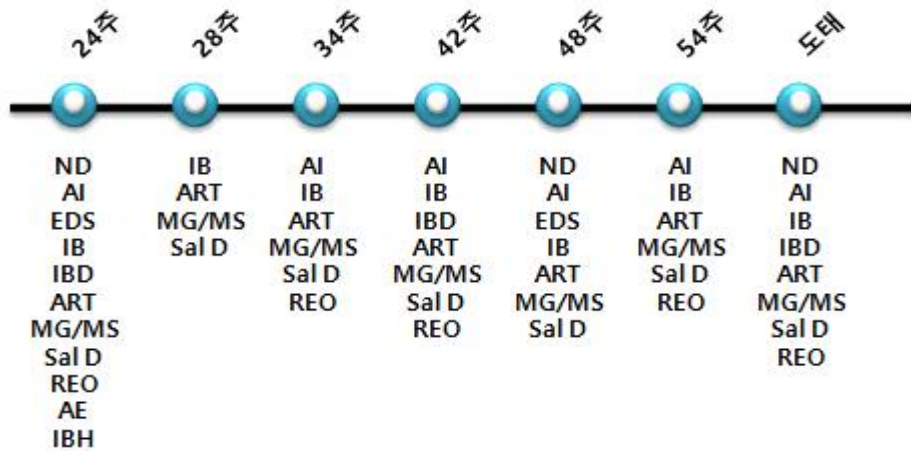 24주
28주
34주
42주
48주
54주
도태
ND
AI
EDS
IB
IBD
ART
MG/MS
Sal D
REO
AE
IBH
IB
ART
MG/MS
Sal D
AI
IB
ART
MG/MS
Sal D
REO
AI
IB
IBD
ART
MG/MS
Sal D
REO
ND
AI
EDS
IB
ART
MG/MS
Sal D
AI
IB
ART
MG/MS
Sal D
REO
ND
AI
IB
IBD
ART
MG/MS
Sal D
REO